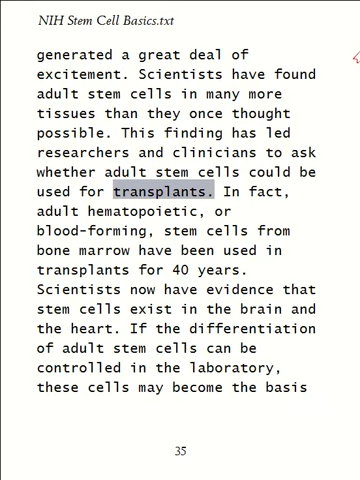 NIH Stem Cell Basics.txt
generated a great deal of
excitement. Scientists have found
adult stem cells in many more
tissues than they once thought
possible. This finding has led
researchers and clinicians to ask
whether adult stem cells could be
used for transplants. In fact,
adult hematopoietic, or
blood-forming, stem cells from
bone marrow have been used in
transplants for 40 years.
Scientists now have evidence that
stem cells exist in the brain and
the heart. If the differentiation
of adult stem cells can be
controlled in the laboratory,
these cells may become the basis
35